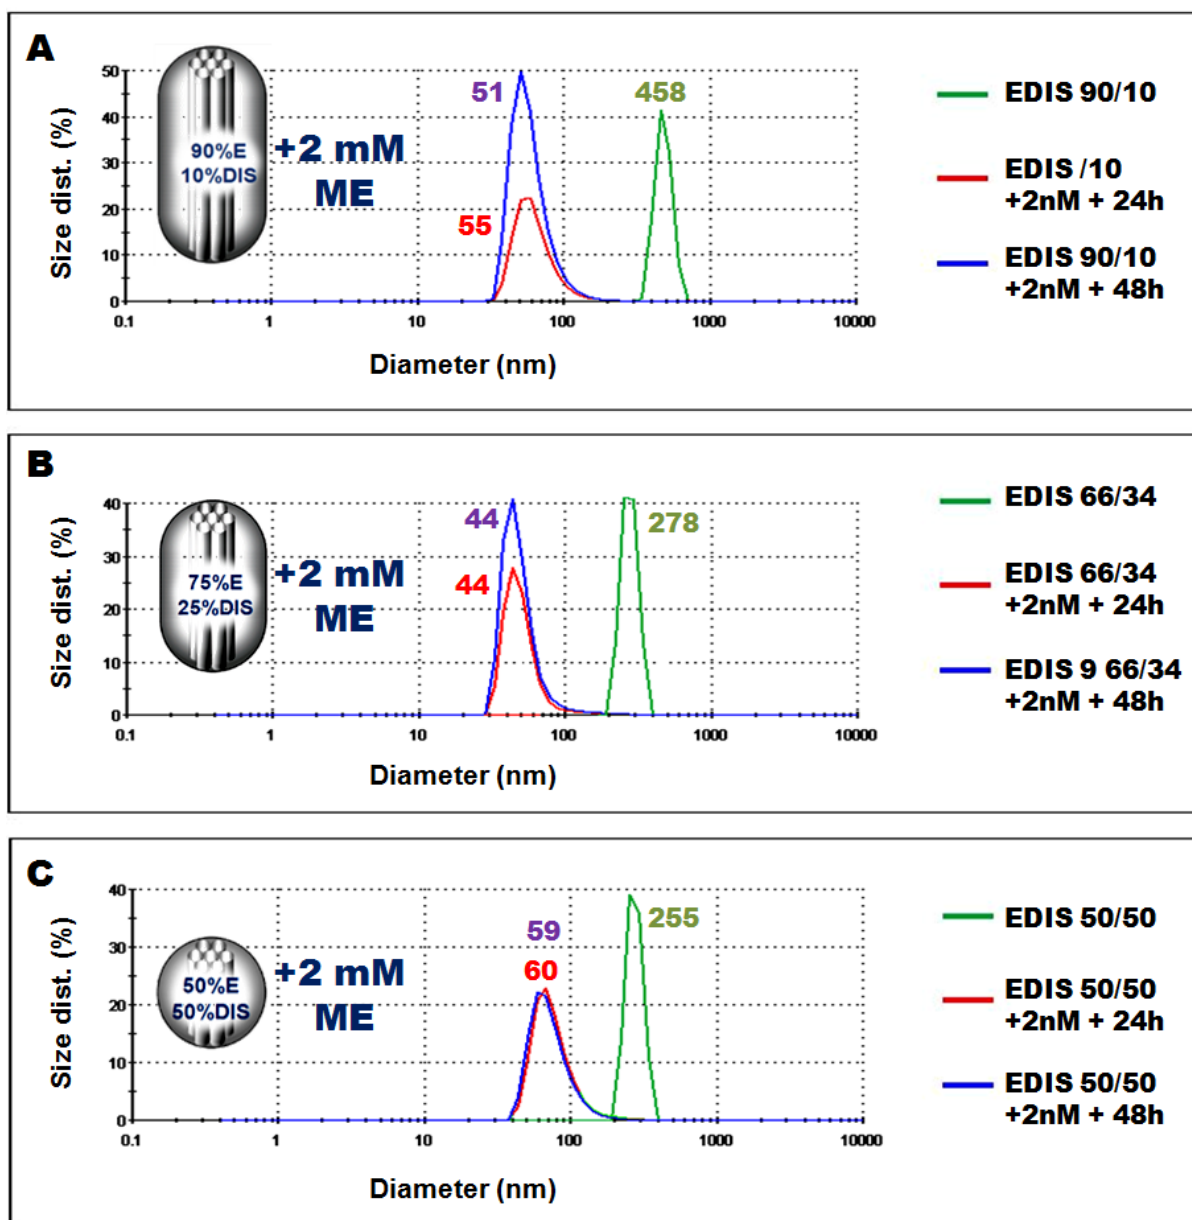 A
50
40
30
20
10
0
Size dist. (%)
90%E
10%DIS
+2 mM
ME
51
55
458
0.1 1 10 100 1000 10000
Diameter (nm)
EDIS 90/10
EDIS /10
+2nM + 24h
EDIS 90/10
+2nM + 48h
B
40
30
20
10
0
Size dist. (%)
75%E
25%DIS
+2 mM
ME
44
44
278
0.1 1 10 100 1000 10000
Diameter (nm)
EDIS 66/34
EDIS 66/34
+2nM + 24h
EDIS 9 66/34
+2nM + 48h
C
40
30
20
10
0
Size dist. (%)
50%E
50%DIS
+2 mM
ME
59
60
255
0.1 1 10 100 1000 10000
Diameter (nm)
EDIS 50/50
EDIS 50/50
+2nM + 24h
EDIS 50/50
+2nM + 48h